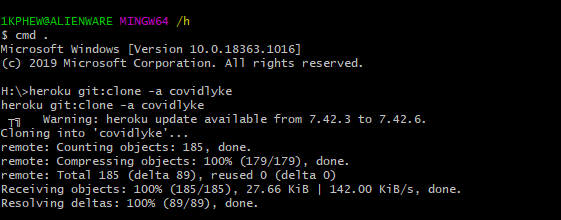 1KPHEW@ALIENWARE MINGW64 /h
$ cmd .
Microsoft Windows [Version 10.0.18363.1016]
(c) 2019 Microsoft Corporation. All rights reserved.
H:\>heroku git:clone -a covidlyke
heroku git:clone -a covidlyke
Warning: heroku update available from 7.42.3 to 7.42.6.
Cloning into 'covidlyke'...
remote: Counting objects: 185, done.
remote: Compressing objects: 100% (179/179), done.
remote: Total 185 (delta 89), reused 0 (delta 0)
Receiving objects: 100% (185/185), 27.66 KiB | 142.00 KiB/s, done.
Resolving deltas: 100% (89/89), done.